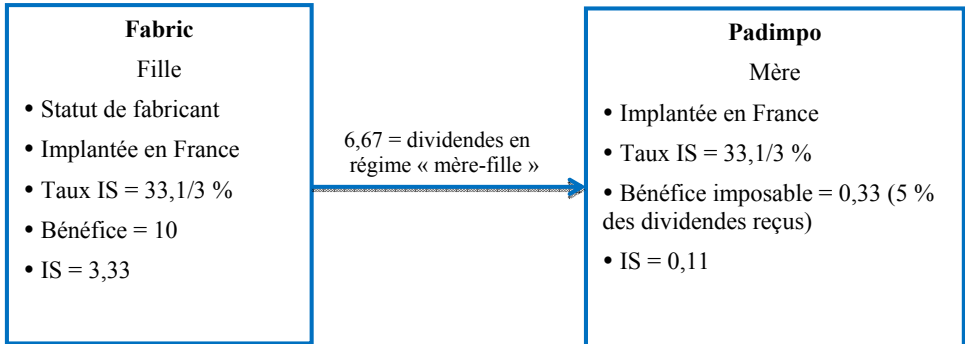 Fabric
Fille
• Statut de fabricant
• Implantée en France
• Taux IS = 33,1/3 %
• Bénéfice = 10
• IS = 3,33
6,67 = dividendes en
régime « mère-fille »
Padimpo
Mère
• Implantée en France
• Taux IS = 33,1/3 %
• Bénéfice imposable = 0,33 (5 %
des dividendes reçus)
• IS = 0,11